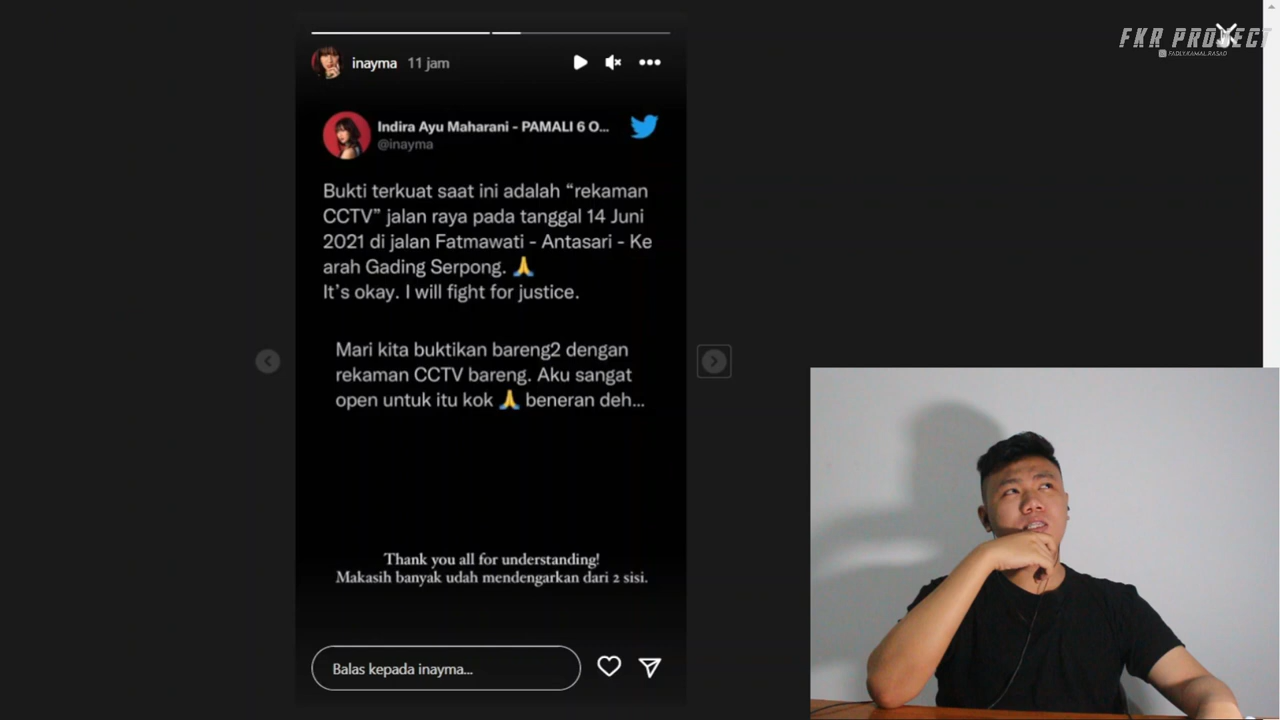 FKR PROJECT
FADLY.KAMAL.RASAD
inayma 11 jam
Indira Ayu Maharani - PAMALI 6 O...
@inayma
Bukti terkuat saat ini adalah “rekaman
CCTV” jalan raya pada tanggal 14 Juni
2021 di jalan Fatmawati - Antasari - Ke
arah Gading Serpong. 🙏
It’s okay. I will fight for justice.
Mari kita buktikan bareng2 dengan
rekaman CCTV bareng. Aku sangat
open untuk itu kok 🙏 beneran deh...
Thank you all for understanding!
Makasih banyak udah mendengarkan dari 2 sisi.
Balas kepada inayma...